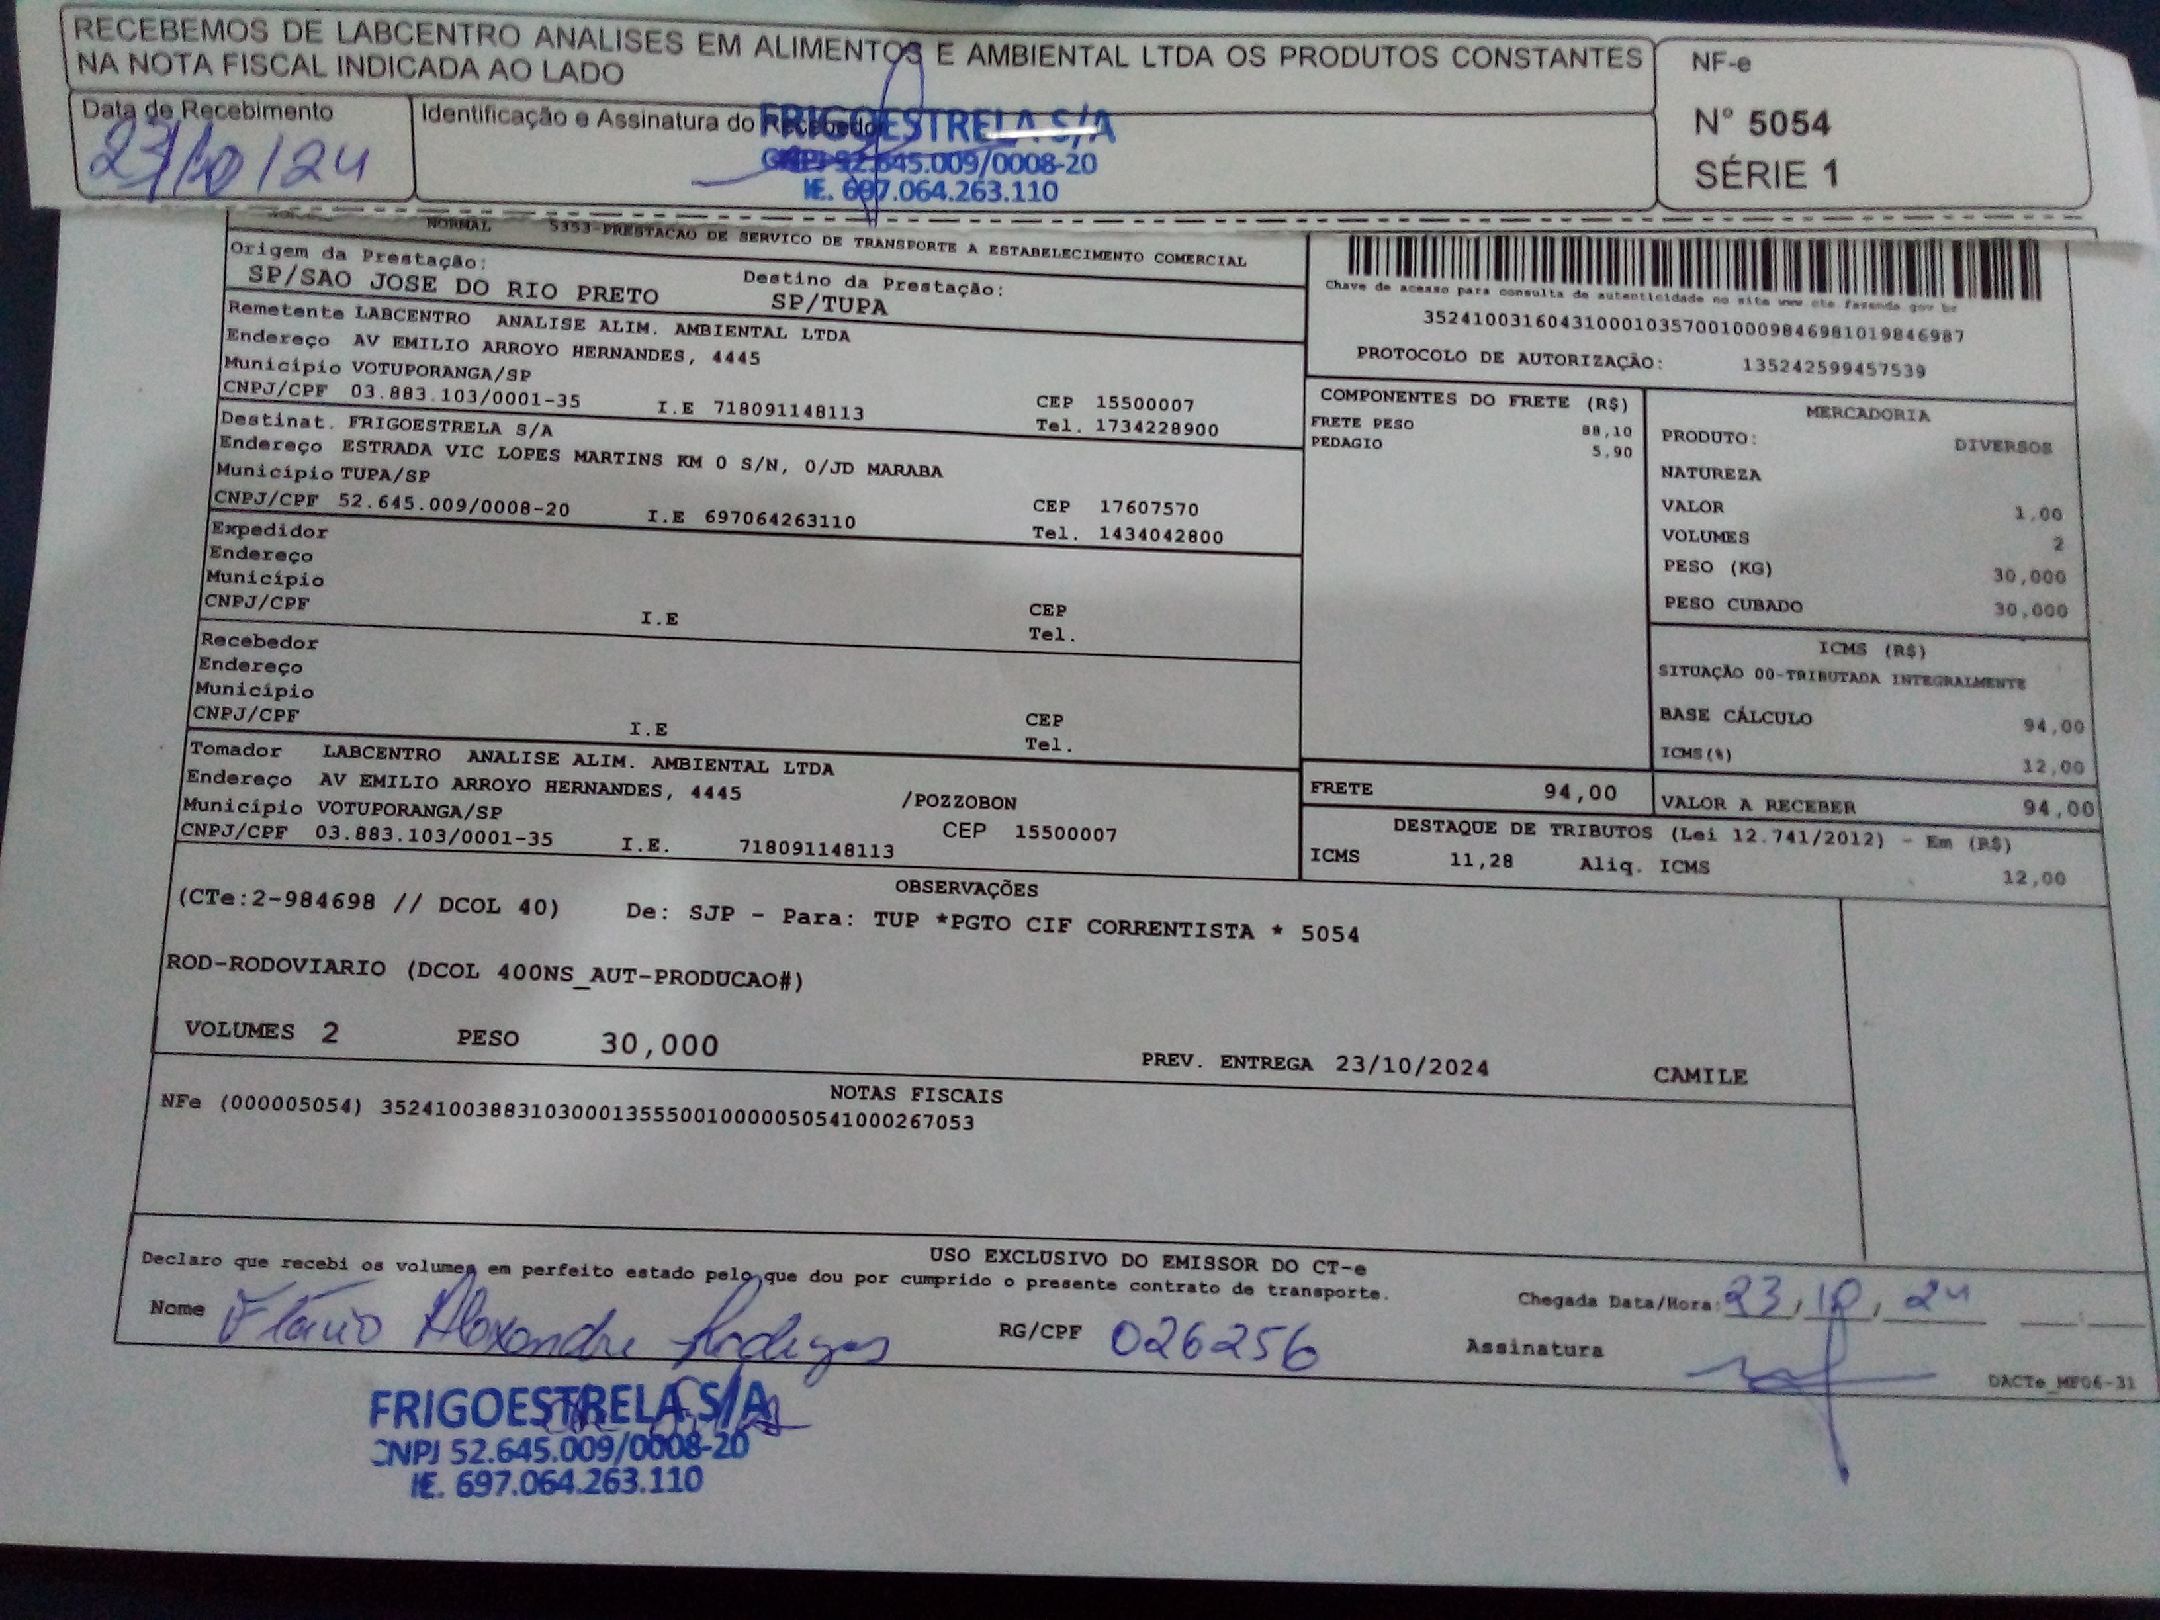 RECEBEMOS DE LABCENTRO ANALISES EM ALIMENTOS E AMBIENTAL LTDA OS PRODUTOS CONSTANTES
NA NOTA FISCAL INDICADA AO LADO
NF-e
Nº 5054
SÉRIE 1
Data de Recebimento
23/10/24
Identificação e Assinatura do Recebedor
FRIGOESTRELA S/A
CNPJ 52.645.009/0008-20
IE. 697.064.263.110
NORMAL 5353-PRESTACAO DE SERVICO DE TRANSPORTE A ESTABELECIMENTO COMERCIAL
Origem da Prestação:
SP/SAO JOSE DO RIO PRETO
Destino da Prestação:
SP/TUPA
Chave de acesso para consulta de autenticidade no site www cte fazenda gov br
35241003160431000103570010009846981019846987
PROTOCOLO DE AUTORIZAÇÃO: 135242599457539
Remetente LABCENTRO ANALISE ALIM. AMBIENTAL LTDA
Endereço AV EMILIO ARROYO HERNANDES, 4445
Município VOTUPORANGA/SP
CNPJ/CPF 03.883.103/0001-35 I.E 718091148113
CEP 15500007
Tel. 1734228900
Destinat. FRIGOESTRELA S/A
Endereço ESTRADA VIC LOPES MARTINS KM 0 S/N, 0/JD MARABA
Município TUPA/SP
CNPJ/CPF 52.645.009/0008-20 I.E 697064263110
CEP 17607570
Tel. 1434042800
Expedidor
Endereço
Município
CNPJ/CPF I.E
CEP
Tel.
Recebedor
Endereço
Município
CNPJ/CPF I.E
CEP
Tel.
Tomador LABCENTRO ANALISE ALIM. AMBIENTAL LTDA
Endereço AV EMILIO ARROYO HERNANDES, 4445 /POZZOBON
Município VOTUPORANGA/SP
CEP 15500007
CNPJ/CPF 03.883.103/0001-35 I.E. 718091148113
COMPONENTES DO FRETE (R$)
FRETE PESO 88,10
PEDAGIO 5,90
MERCADORIA
PRODUTO: DIVERSOS
NATUREZA
VALOR 1,00
VOLUMES 2
PESO (KG) 30,000
PESO CUBADO 30,000
ICMS (R$)
SITUAÇÃO 00-TRIBUTADA INTEGRALMENTE
BASE CÁLCULO 94,00
ICMS(%) 12,00
FRETE 94,00
VALOR A RECEBER 94,00
DESTAQUE DE TRIBUTOS (Lei 12.741/2012) - Em (R$)
ICMS 11,28 Aliq. ICMS 12,00
OBSERVAÇÕES
(CTe:2-984698 // DCOL 40) De: SJP - Para: TUP *PGTO CIF CORRENTISTA * 5054
ROD-RODOVIARIO (DCOL 400NS_AUT-PRODUCAO#)
VOLUMES 2 PESO 30,000
PREV. ENTREGA 23/10/2024 CAMILE
NOTAS FISCAIS
NFe (000005054) 35241003883103000135550010000050541000267053
USO EXCLUSIVO DO EMISSOR DO CT-e
Declaro que recebi os volumes em perfeito estado pelo que dou por cumprido o presente contrato de transporte.
Chegada Data/Hora: 23, 10, 24
Nome Flávio Alexandre Rodrigues
RG/CPF 026256
Assinatura
DACTe_MF06-31
FRIGOESTRELA S/A
CNPJ 52.645.009/0008-20
IE. 697.064.263.110